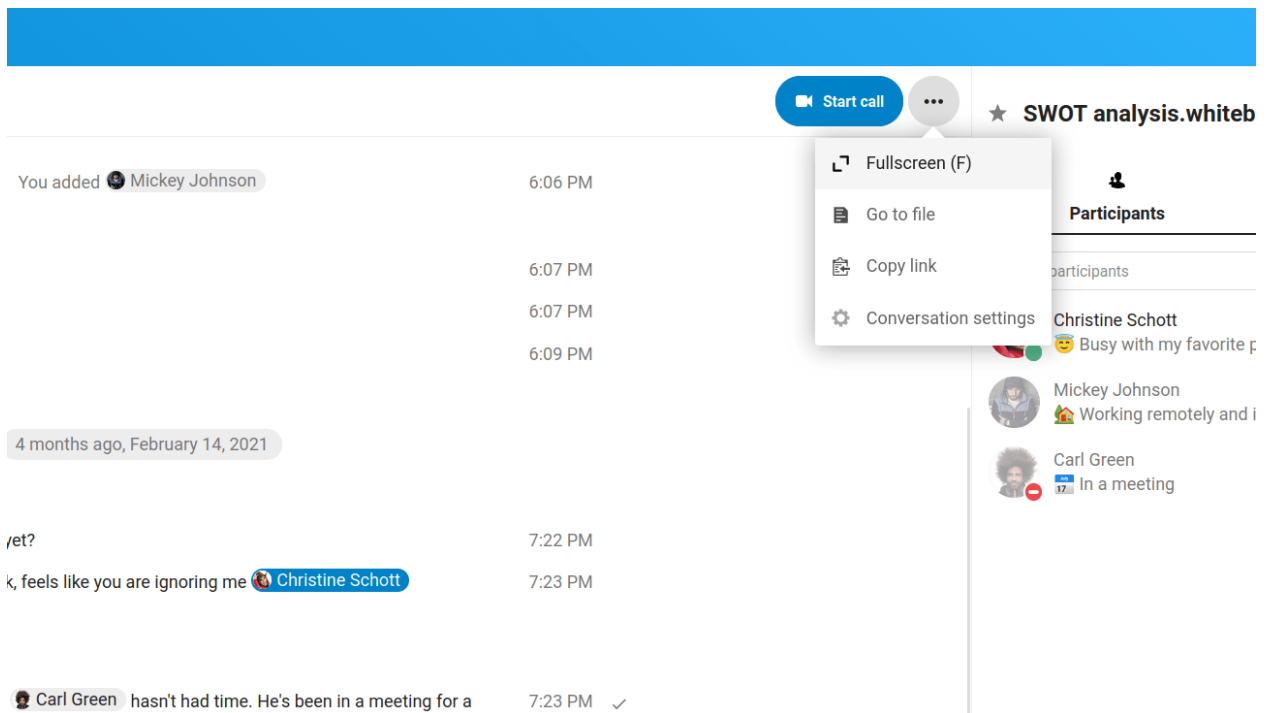 Start call
SWOT analysis.whiteb
You added Mickey Johnson 6:06 PM
Fullscreen (F)
Go to file
Copy link
Conversation settings
Participants
participants
6:07 PM
6:07 PM
6:09 PM
Christine Schott
Busy with my favorite p
Mickey Johnson
Working remotely and i
Carl Green
17 In a meeting
4 months ago, February 14, 2021
yet? 7:22 PM
k, feels like you are ignoring me Christine Schott 7:23 PM
Carl Green hasn't had time. He's been in a meeting for a 7:23 PM